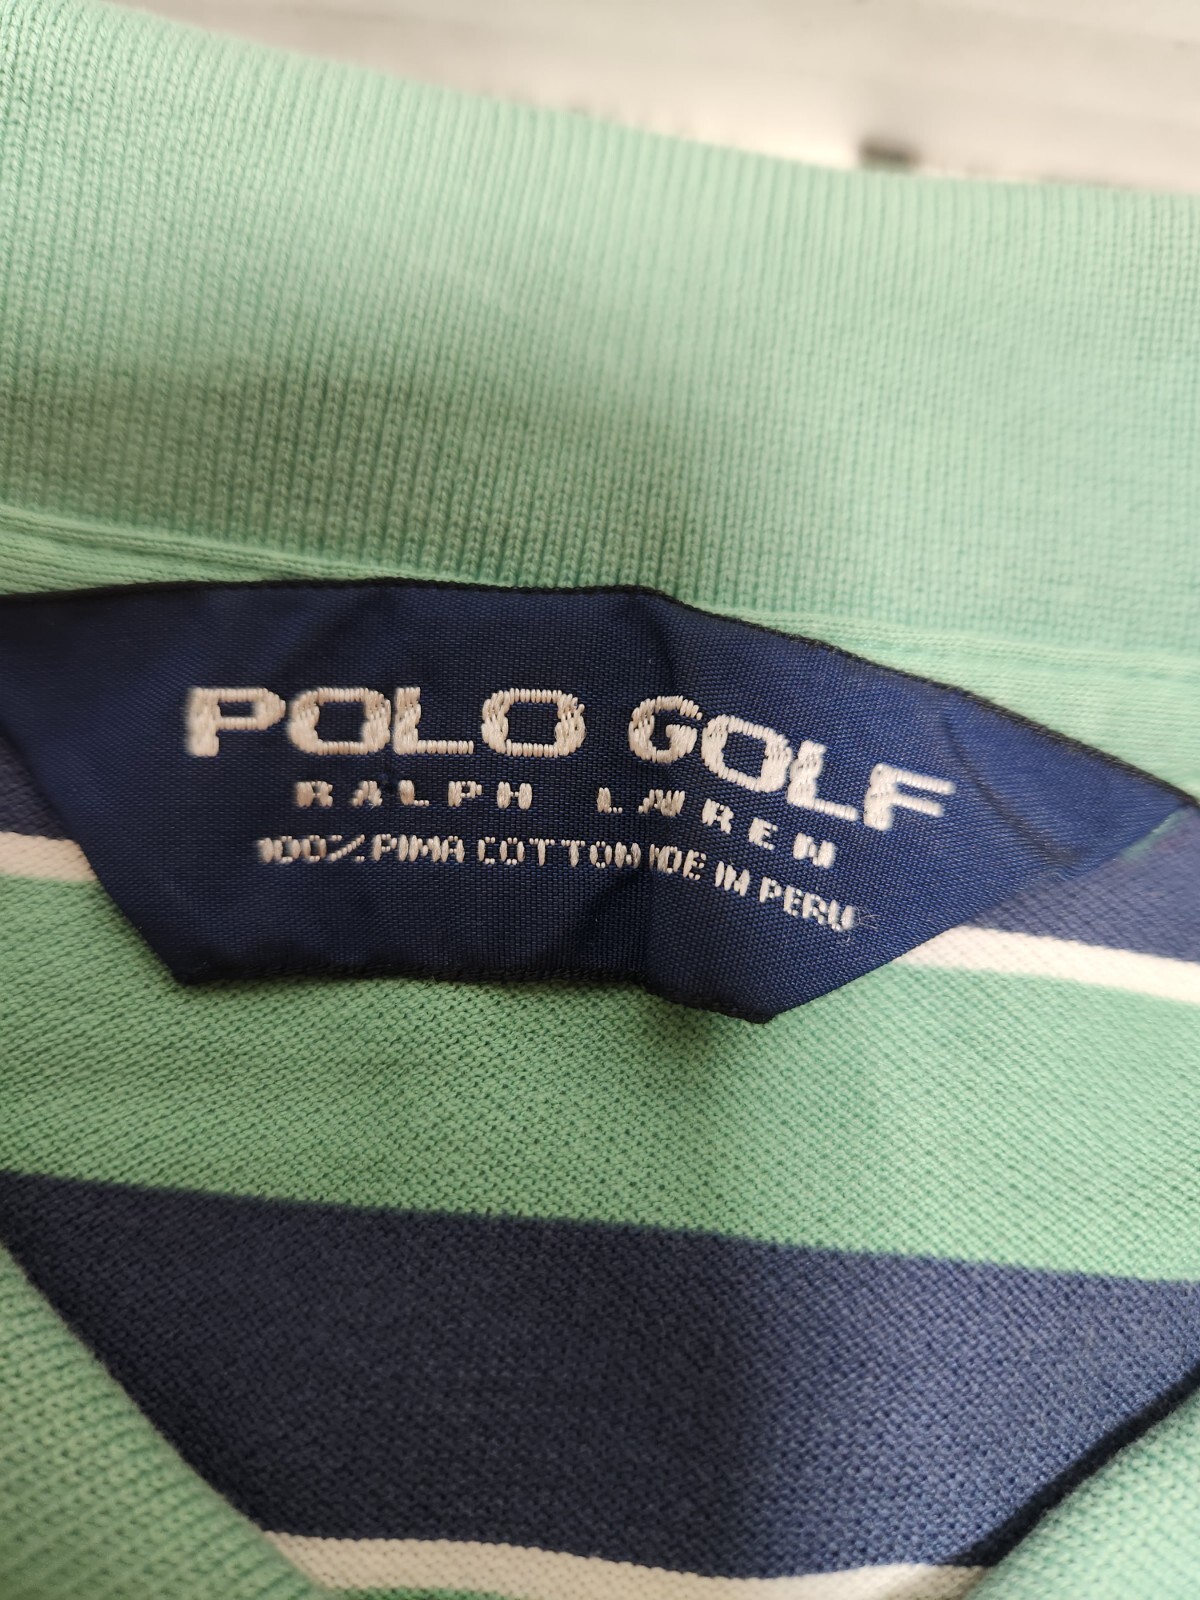 POLO GOLF
RALPH LAUREN
100% PIMA COTTON IN PERU